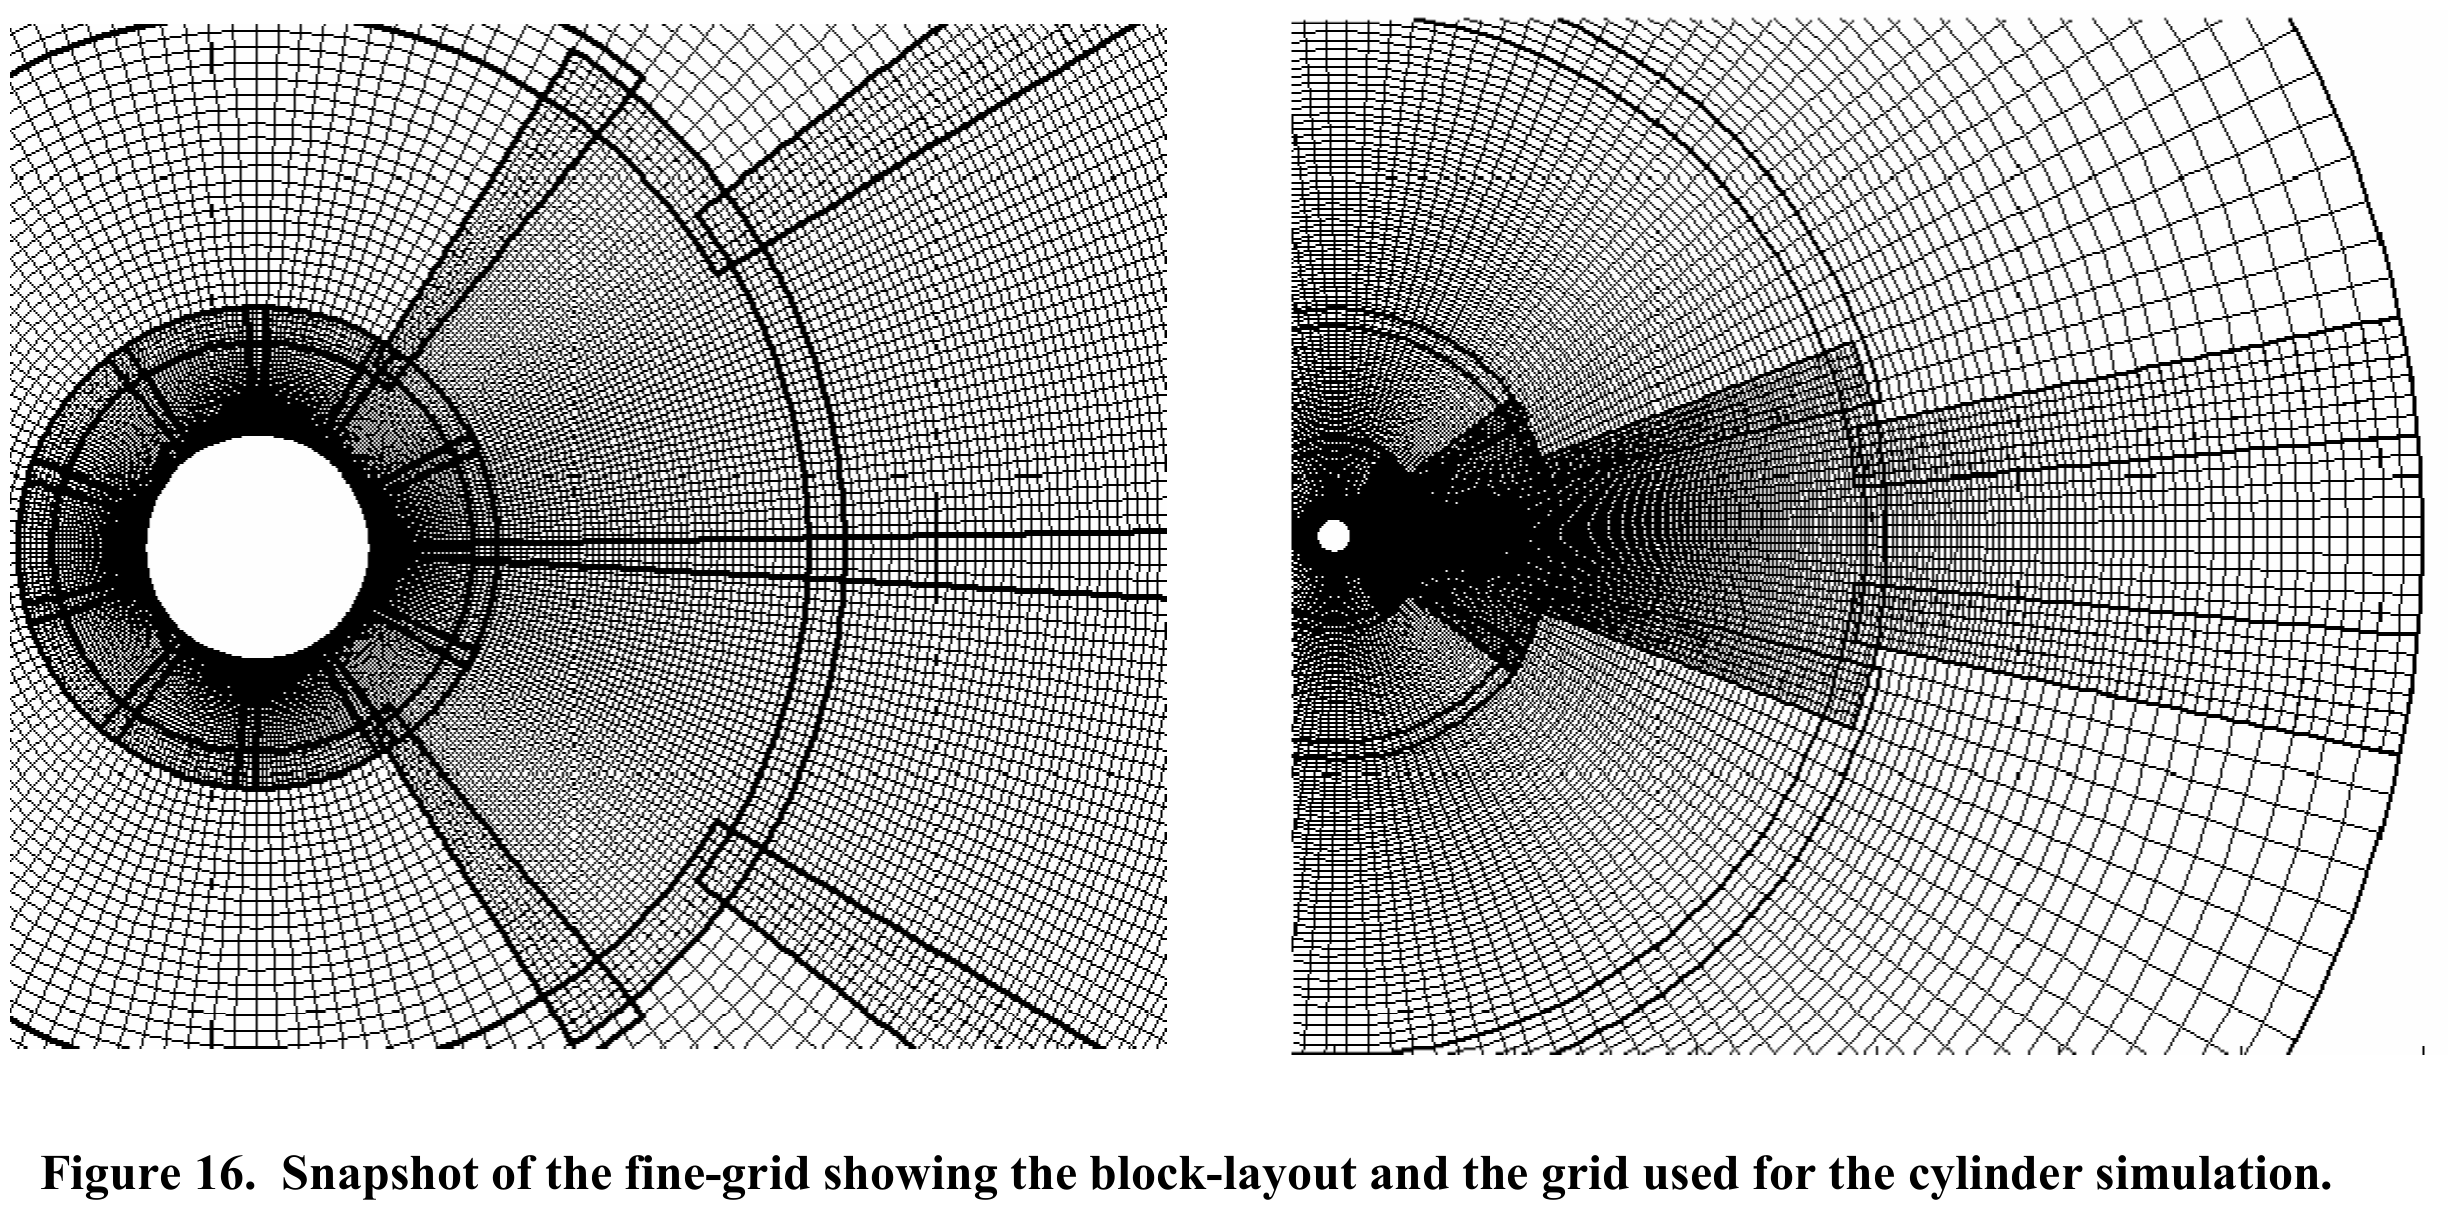 Figure 16.  Snapshot of the fine-grid showing the block-layout and the grid used for the cylinder simulation.